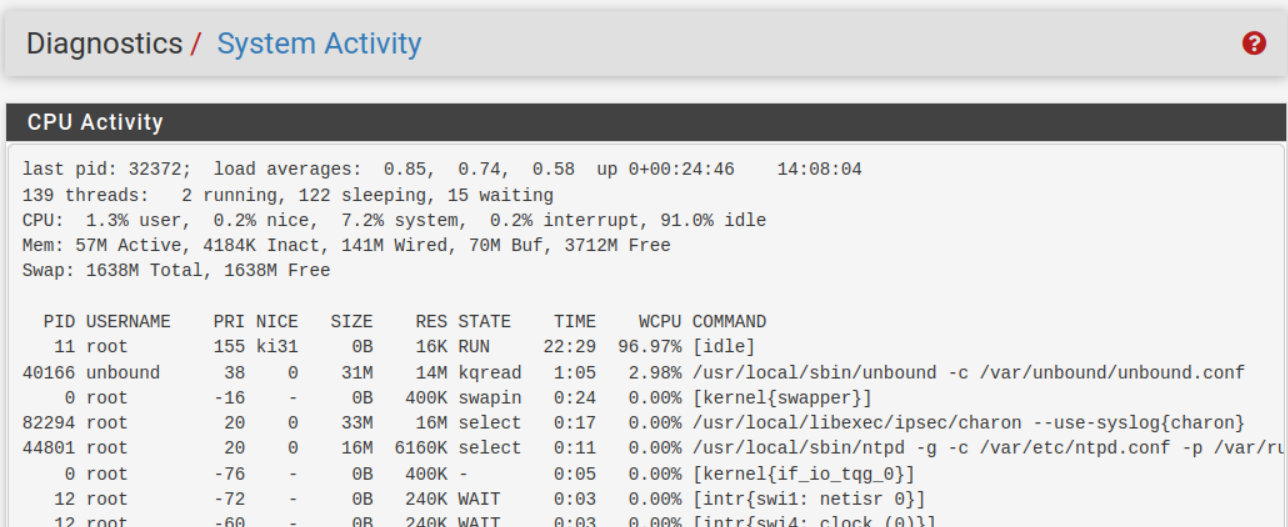 Diagnostics / System Activity
CPU Activity
last pid: 32372;  load averages:  0.85,  0.74,  0.58  up 0+00:24:46    14:08:04
139 threads:   2 running, 122 sleeping, 15 waiting
CPU:  1.3% user,  0.2% nice,  7.2% system,  0.2% interrupt, 91.0% idle
Mem: 57M Active, 4184K Inact, 141M Wired, 70M Buf, 3712M Free
Swap: 1638M Total, 1638M Free
  PID USERNAME    PRI NICE   SIZE    RES STATE    TIME    WCPU COMMAND
   11 root        155 ki31     0B    16K RUN     22:29  96.97% [idle]
40166 unbound      38    0    31M    14M kqread   1:05   2.98% /usr/local/sbin/unbound -c /var/unbound/unbound.conf
    0 root        -16    -     0B   400K swapin   0:24   0.00% [kernel{swapper}]
82294 root         20    0    33M    16M select   0:17   0.00% /usr/local/libexec/ipsec/charon --use-syslog{charon}
44801 root         20    0    16M  6160K select   0:11   0.00% /usr/local/sbin/ntpd -g -c /var/etc/ntpd.conf -p /var/ru
    0 root        -76    -     0B   400K -        0:05   0.00% [kernel{if_io_tqg_0}]
   12 root        -72    -     0B   240K WAIT     0:03   0.00% [intr{swi1: netisr 0}]
   12 root        -60    -     0B   240K WAIT     0:03   0.00% [intr{swi4: clock (0)}]